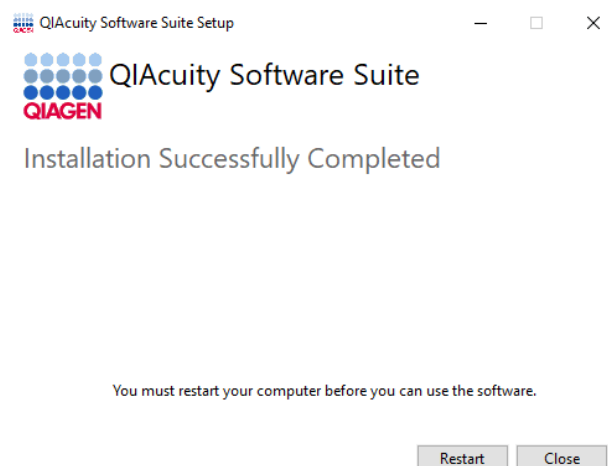 QIAcuity Software Suite Setup
QIAcuity Software Suite
QIAGEN
Installation Successfully Completed
You must restart your computer before you can use the software.
Restart Close